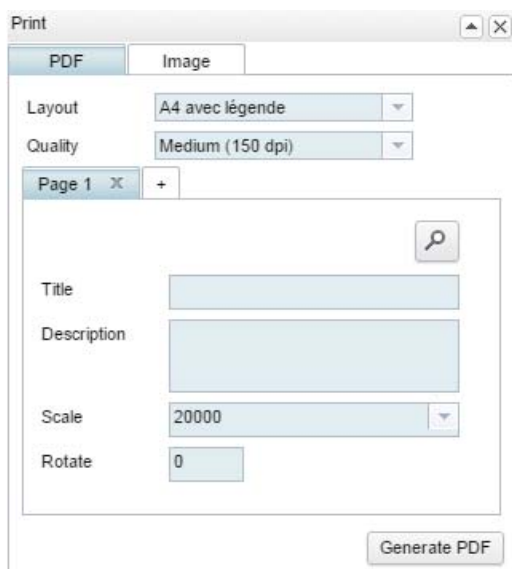 Print
PDF Image
Layout A4 avec légende
Quality Medium (150 dpi)
Page 1 X +
Title
Description
Scale 20000
Rotate 0
Generate PDF